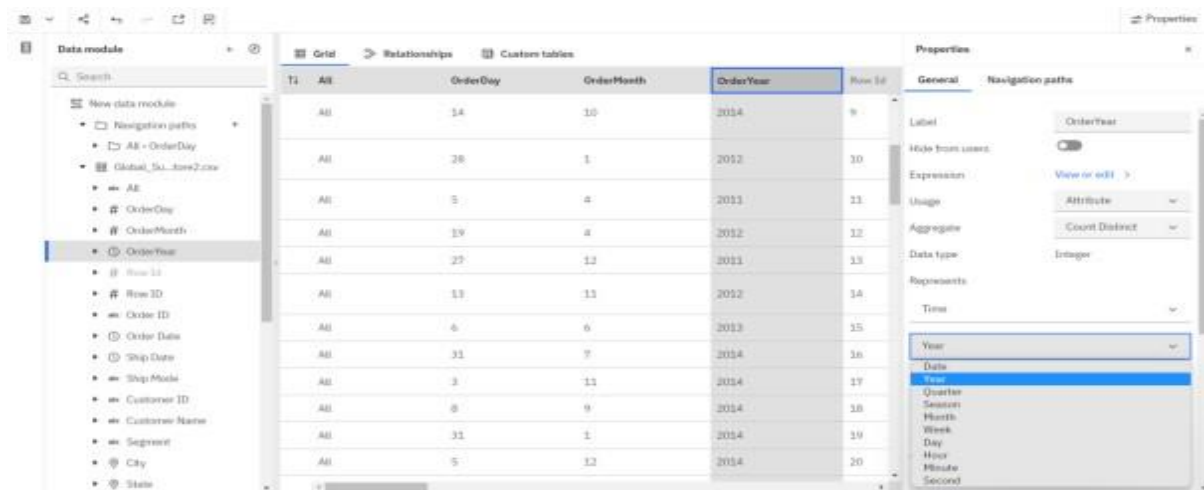 Properties
Data module
Search
New data module
Navigation paths
All - OrderDay
Global_Su...tore2.csv
All
OrderDay
OrderMonth
OrderYear
Row Id
Row ID
Order ID
Order Date
Ship Date
Ship Mode
Customer ID
Customer Name
Segment
City
State
Grid Relationships Custom tables
All OrderDay OrderMonth OrderYear Row Id
All 14 10 2014 9
All 28 1 2012 10
All 5 4 2011 11
All 19 4 2012 12
All 27 12 2011 13
All 13 11 2012 14
All 6 6 2013 15
All 31 7 2014 16
All 3 11 2014 17
All 8 9 2014 18
All 31 1 2014 19
All 5 12 2014 20
Properties
General Navigation paths
Label OrderYear
Hide from users
Expression View or edit >
Usage Attribute
Aggregate Count Distinct
Data type Integer
Represents
Time
Year
Date
Year
Quarter
Season
Month
Week
Day
Hour
Minute
Second